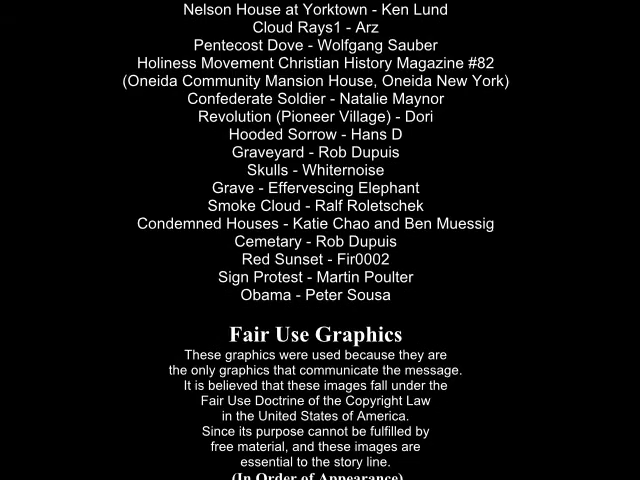 Nelson House at Yorktown - Ken Lund
Cloud Rays1 - Arz
Pentecost Dove - Wolfgang Sauber
Holiness Movement Christian History Magazine #82
(Oneida Community Mansion House, Oneida New York)
Confederate Soldier - Natalie Maynor
Revolution (Pioneer Village) - Dori
Hooded Sorrow - Hans D
Graveyard - Rob Dupuis
Skulls - Whiternoise
Grave - Effervescing Elephant
Smoke Cloud - Ralf Roletschek
Condemned Houses - Katie Chao and Ben Muessig
Cemetary - Rob Dupuis
Red Sunset - Fir0002
Sign Protest - Martin Poulter
Obama - Peter Sousa
Fair Use Graphics
These graphics were used because they are
the only graphics that communicate the message.
It is believed that these images fall under the
Fair Use Doctrine of the Copyright Law
in the United States of America.
Since its purpose cannot be fulfilled by
free material, and these images are
essential to the story line.
(In Order of Appearance)